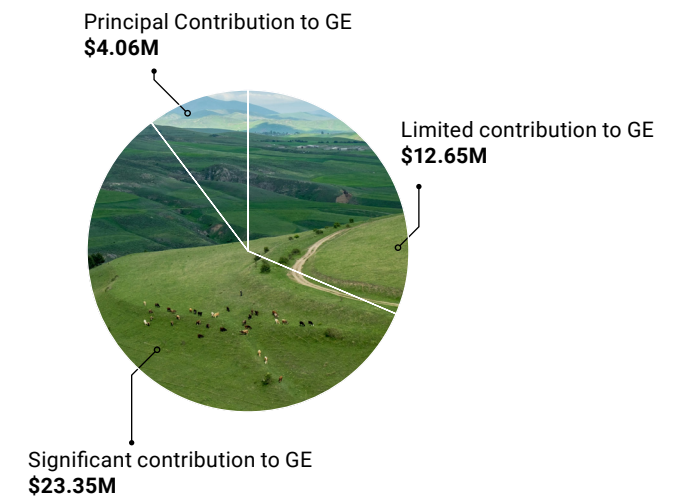 Principal Contribution to GE
$4.06M
Limited contribution to GE
$12.65M
Significant contribution to GE
$23.35M